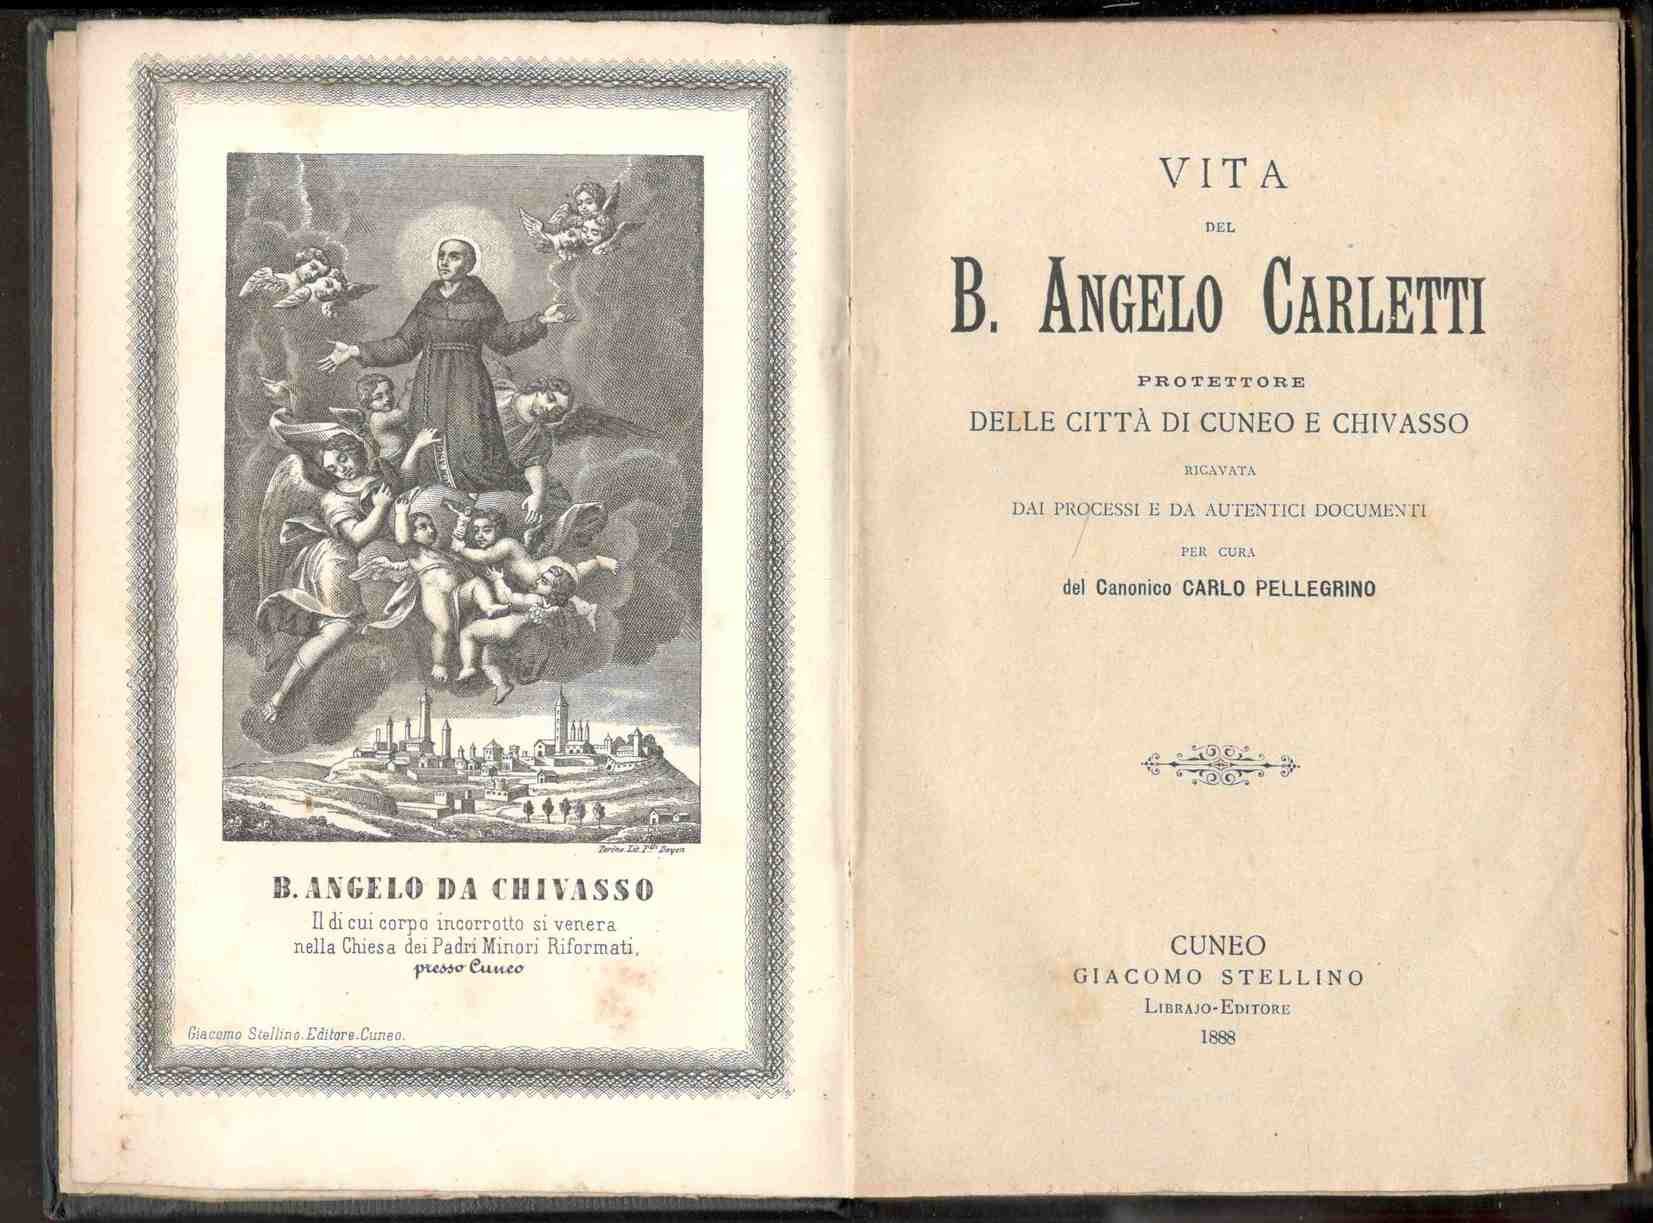 Torino. Lit. F.lli Doyen
B. ANGELO DA CHIVASSO
Il di cui corpo incorrotto si venera
nella Chiesa dei Padri Minori Riformati,
presso Cuneo
Giacomo Stellino. Editore-Cuneo.
VITA
DEL
B. ANGELO CARLETTI
PROTETTORE
DELLE CITTÀ DI CUNEO E CHIVASSO
RICAVATA
DAI PROCESSI E DA AUTENTICI DOCUMENTI
PER CURA
del Canonico CARLO PELLEGRINO
CUNEO
GIACOMO STELLINO
LIBRAJO-EDITORE
1888